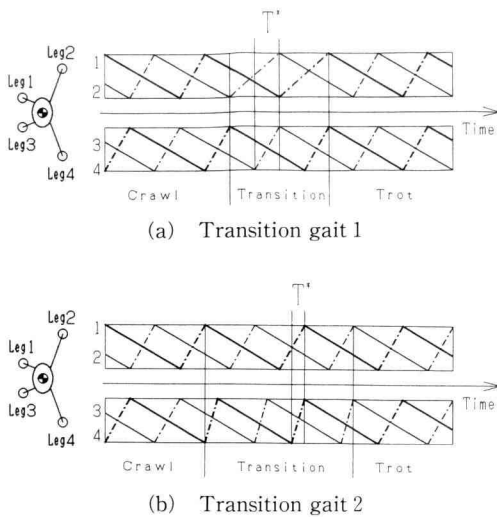 T'
Leg2
Leg1
Leg3
Leg4
1
2
3
4
Time
Crawl Transition Trot
(a) Transition gait 1
T'
Leg2
Leg1
Leg3
Leg4
1
2
3
4
Time
Crawl Transition Trot
(b) Transition gait 2